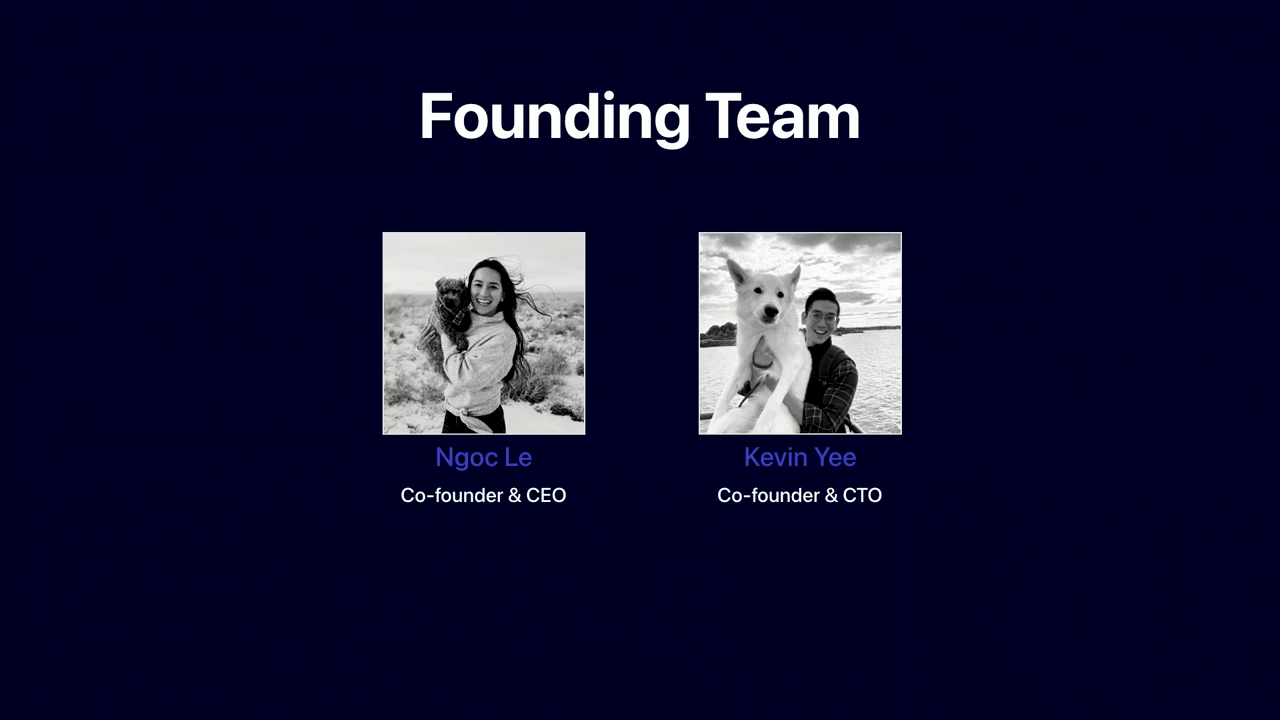 Founding Team
Ngoc Le
Co-founder & CEO
Kevin Yee
Co-founder & CTO